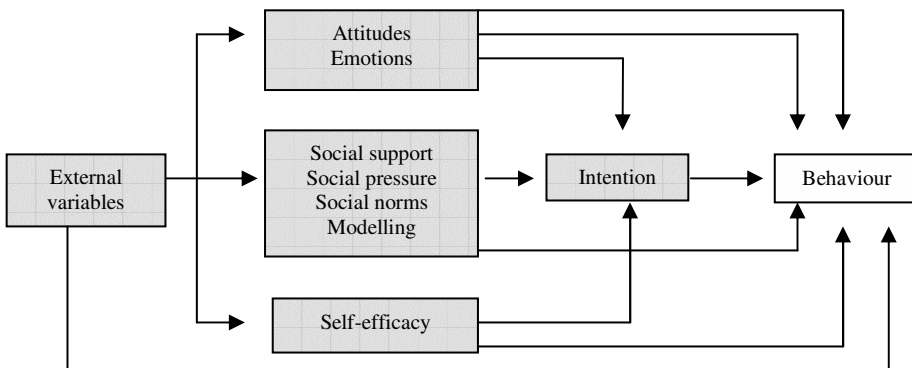 Attitudes
Emotions
External
variables
Social support
Social pressure
Social norms
Modelling
Intention
Behaviour
Self-efficacy